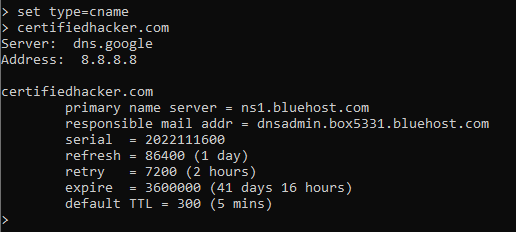 > set type=cname
> certifiedhacker.com
Server:  dns.google
Address:  8.8.8.8

certifiedhacker.com
        primary name server = ns1.bluehost.com
        responsible mail addr = dnsadmin.box5331.bluehost.com
        serial  = 2022111600
        refresh = 86400 (1 day)
        retry   = 7200 (2 hours)
        expire  = 3600000 (41 days 16 hours)
        default TTL = 300 (5 mins)
>